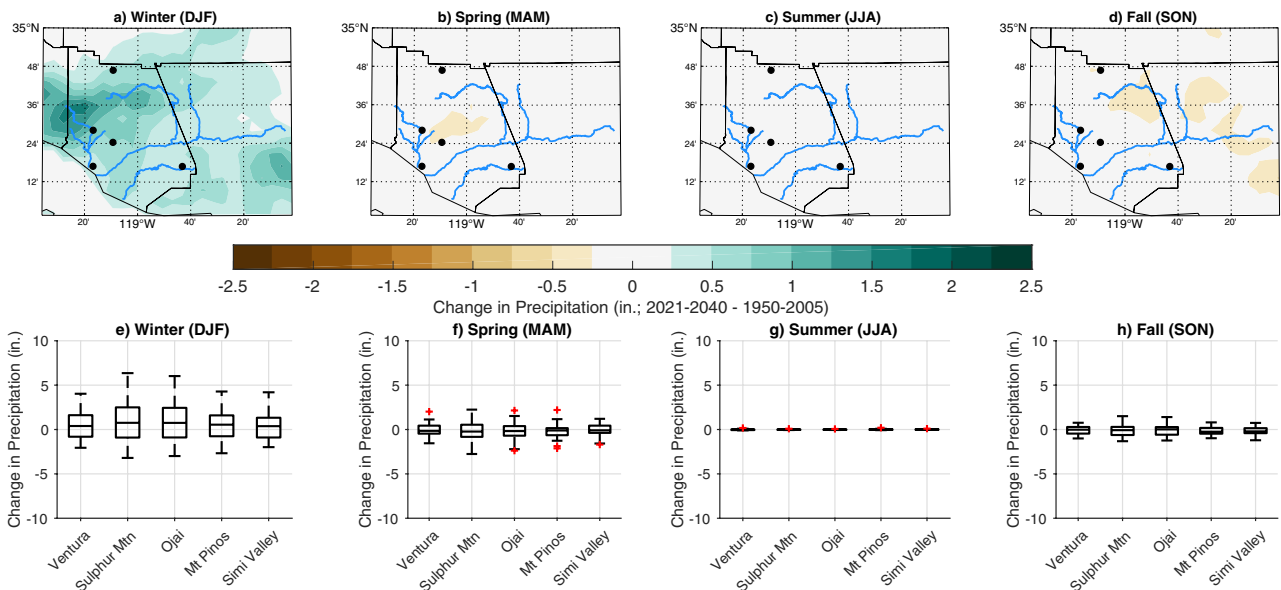 a) Winter (DJF)
b) Spring (MAM)
c) Summer (JJA)
d) Fall (SON)
35°N
48'
36'
24'
12'
20'
119°W
40'
20'
35°N
48'
36'
24'
12'
20'
119°W
40'
20'
35°N
48'
36'
24'
12'
20'
119°W
40'
20'
35°N
48'
36'
24'
12'
20'
119°W
40'
20'
-2.5 -2 -1.5 -1 -0.5 0 0.5 1 1.5 2 2.5
Change in Precipitation (in.; 2021-2040 - 1950-2005)
e) Winter (DJF)
Change in Precipitation (in.)
10
5
0
-5
-10
Ventura
Sulphur Mtn
Ojai
Mt Pinos
Simi Valley
f) Spring (MAM)
Change in Precipitation (in.)
10
5
0
-5
-10
Ventura
Sulphur Mtn
Ojai
Mt Pinos
Simi Valley
g) Summer (JJA)
Change in Precipitation (in.)
10
5
0
-5
-10
Ventura
Sulphur Mtn
Ojai
Mt Pinos
Simi Valley
h) Fall (SON)
Change in Precipitation (in.)
10
5
0
-5
-10
Ventura
Sulphur Mtn
Ojai
Mt Pinos
Simi Valley